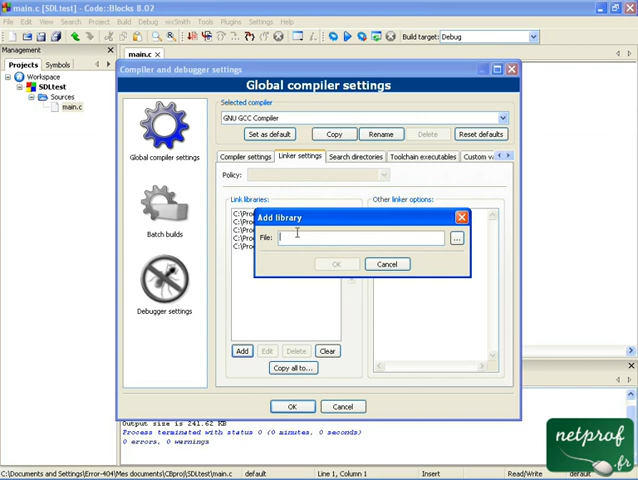 main.c [SDLtest] - Code::Blocks 8.02
File Edit View Search Project Build Debug wxSmith Tools Plugins Settings Help
Build target: Debug
Management
Projects Symbols
Workspace
SDLtest
Sources
main.c
main.c
Compiler and debugger settings
Global compiler settings
Global compiler settings
Batch builds
Debugger settings
Selected compiler
GNU GCC Compiler
Set as default Copy Rename Delete Reset defaults
Compiler settings Linker settings Search directories Toolchain executables Custom v
Policy:
Link libraries:
Other linker options:
C:\Pro
C:\Pro
C:\Pro
C:\Pro
C:\Pro
Add library
File:
...
OK Cancel
Add Edit Delete Clear
Copy all to...
OK Cancel
Output size is 241.62 KB
Process terminated with status 0 (0 minutes, 0 seconds)
0 errors, 0 warnings
netprof
.fr
C:\Documents and Settings\Error-404\Mes documents\CBproj\SDLtest\main.c default Line 1, Column 1 Insert Read/Write default